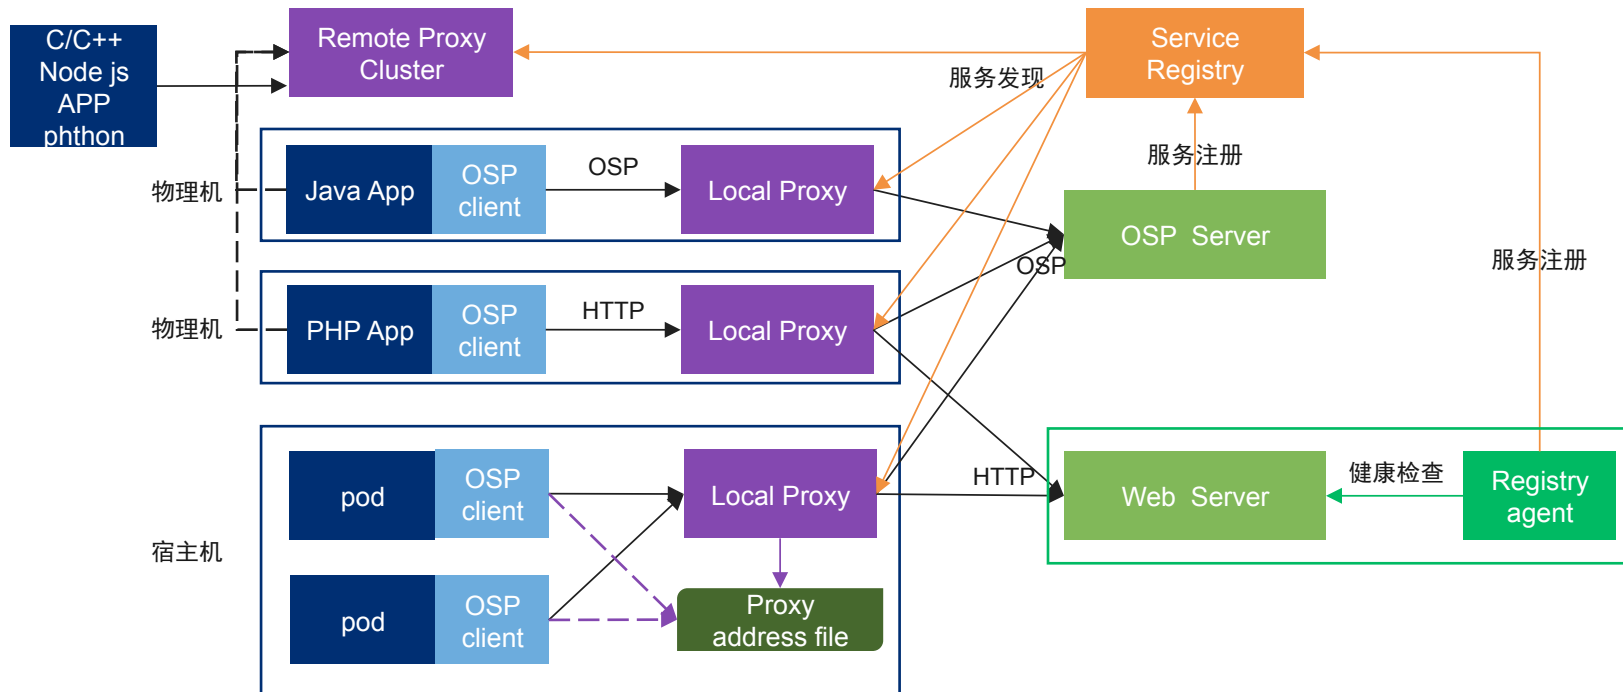 C/C++
Node js
APP
phthon
Remote Proxy
Cluster
Service
Registry
服务发现
物理机
Java App
OSP
client
OSP
Local Proxy
服务注册
OSP  Server
服务注册
物理机
PHP App
OSP
client
HTTP
Local Proxy
OSP
宿主机
pod
OSP
client
Local Proxy
HTTP
Web  Server
健康检查
Registry
agent
pod
OSP
client
Proxy
address file